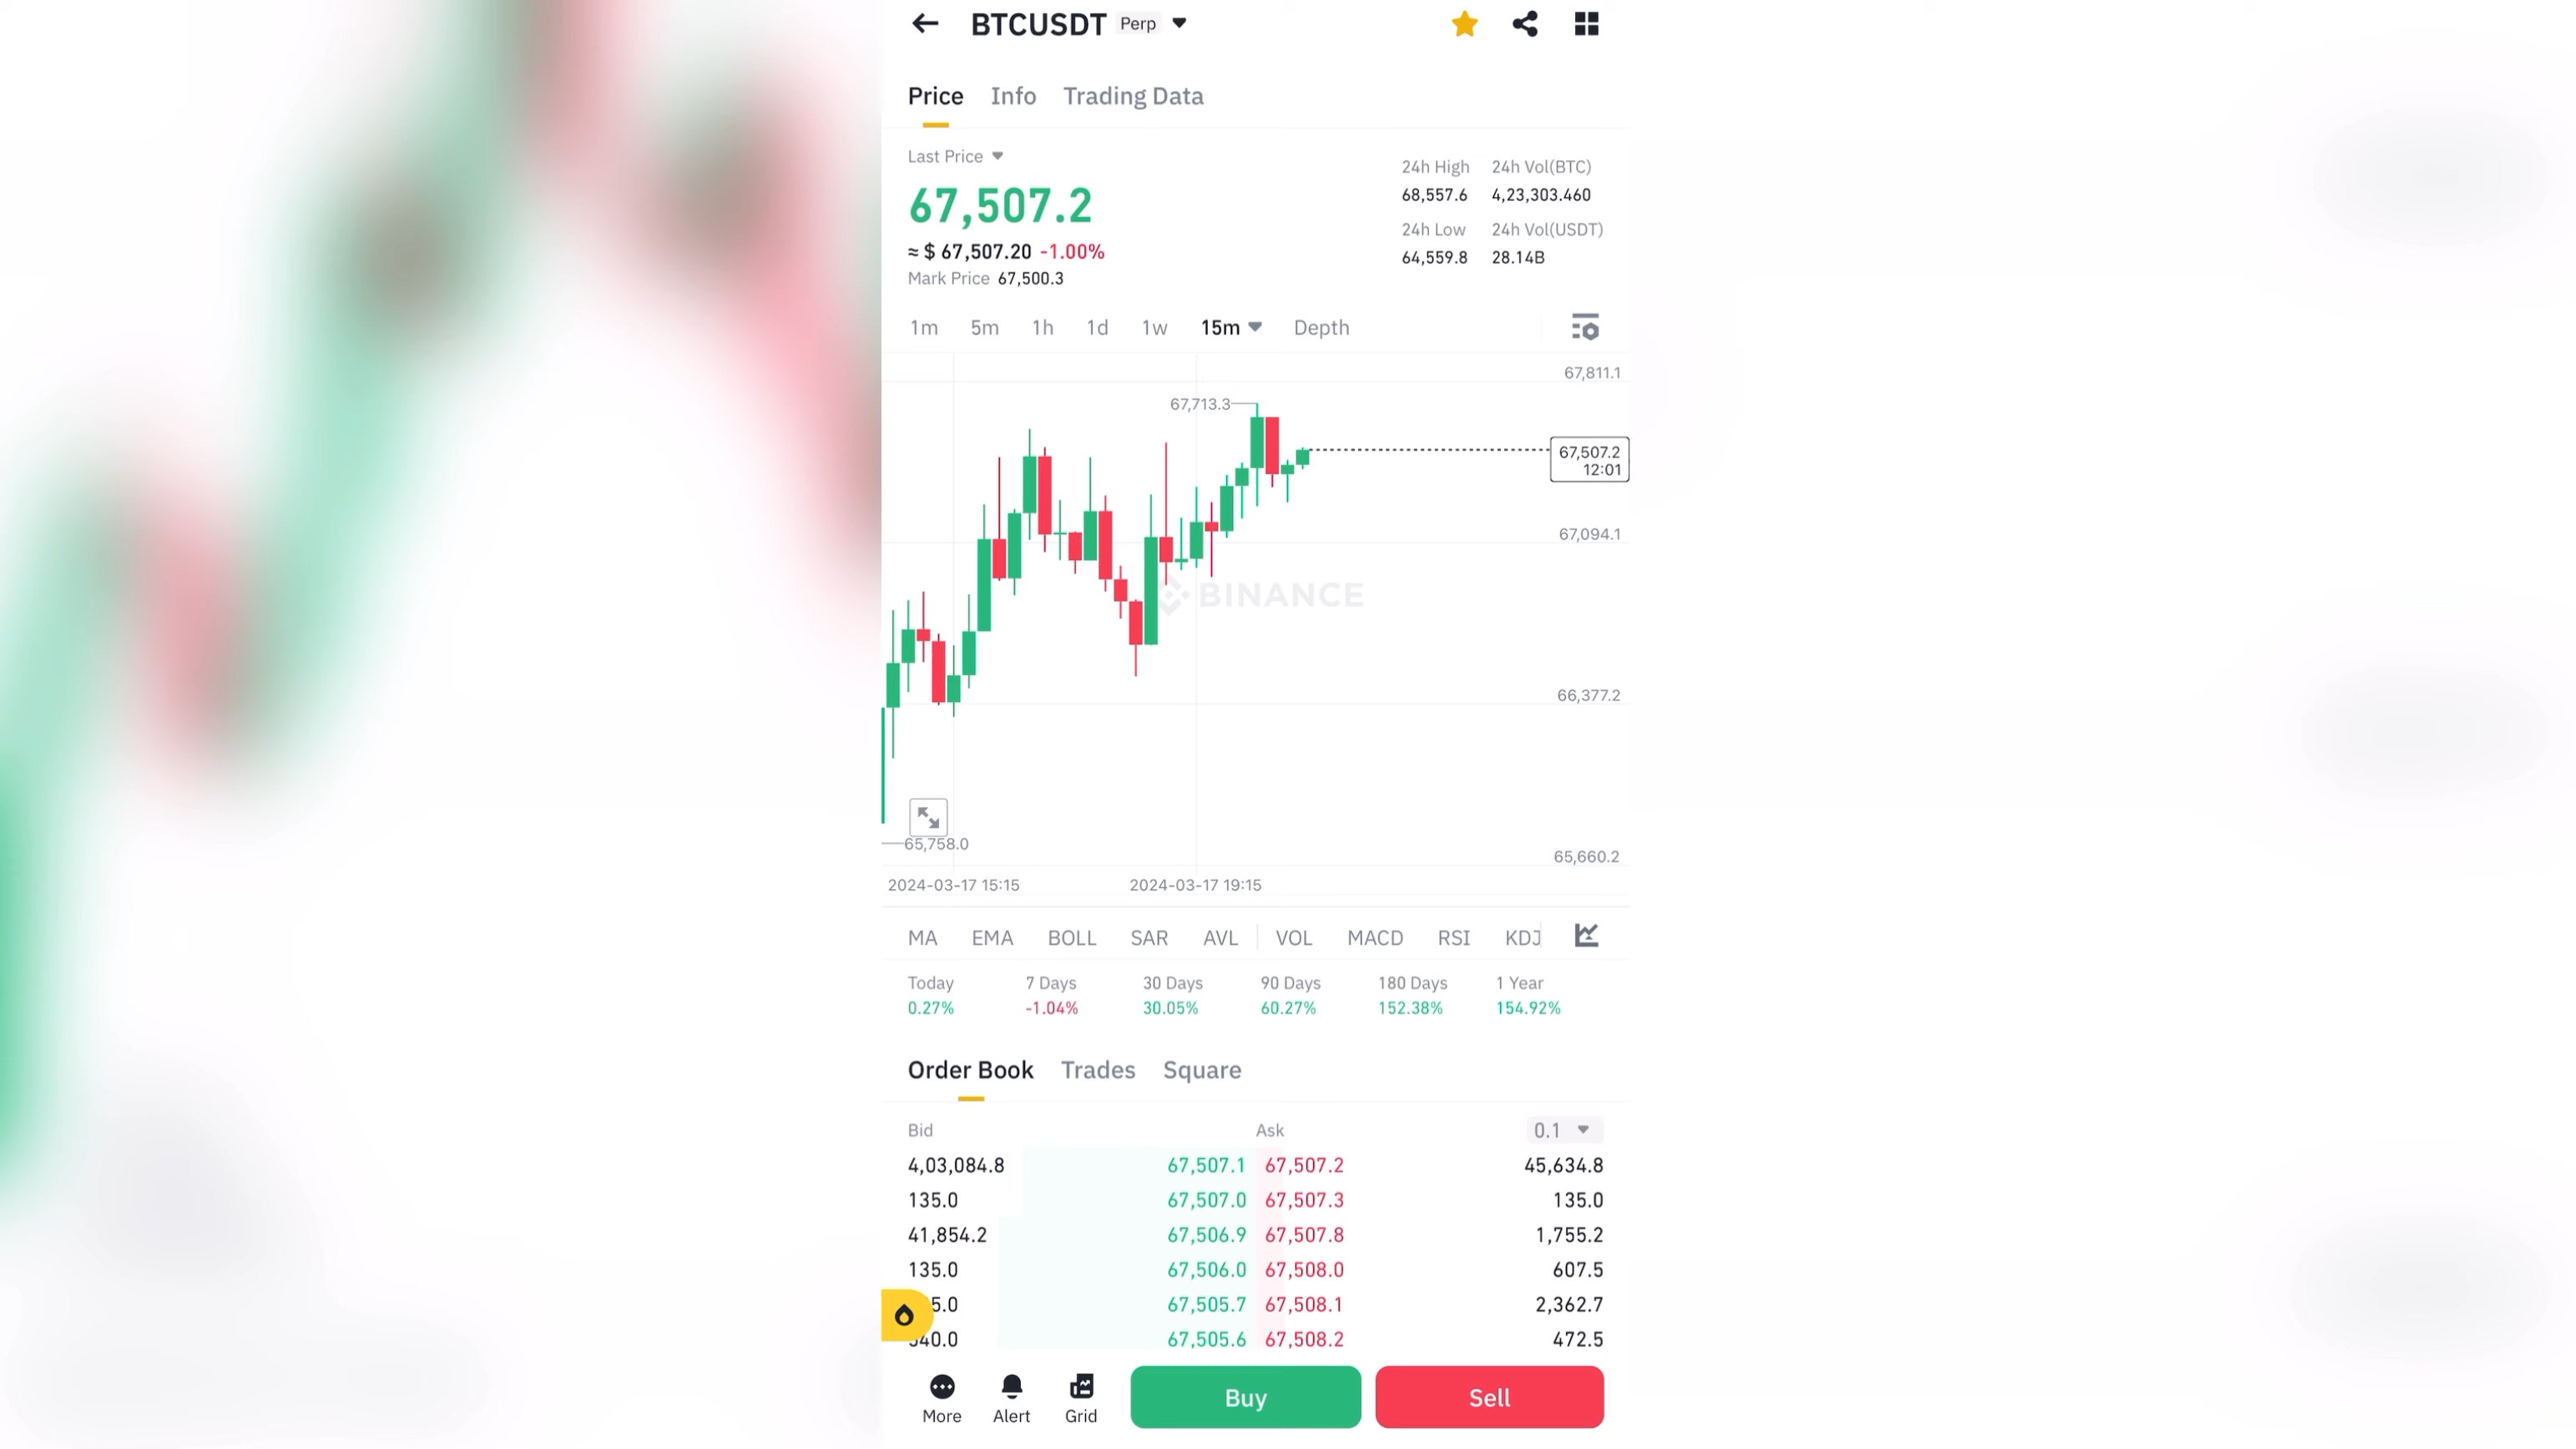 BTCUSDT Perp
Price Info Trading Data
Last Price
67,507.2
≈ $ 67,507.20 -1.00%
Mark Price 67,500.3
24h High 24h Vol(BTC)
68,557.6 4,23,303.460
24h Low 24h Vol(USDT)
64,559.8 28.14B
1m 5m 1h 1d 1w 15m Depth
67,811.1
67,713.3
67,507.2
12:01
67,094.1
BINANCE
66,377.2
65,758.0
65,660.2
2024-03-17 15:15 2024-03-17 19:15
MA EMA BOLL SAR AVL VOL MACD RSI KDJ
Today 7 Days 30 Days 90 Days 180 Days 1 Year
0.27% -1.04% 30.05% 60.27% 152.38% 154.92%
Order Book Trades Square
Bid Ask 0.1
4,03,084.8 67,507.1 67,507.2 45,634.8
135.0 67,507.0 67,507.3 135.0
41,854.2 67,506.9 67,507.8 1,755.2
135.0 67,506.0 67,508.0 607.5
67,505.7 67,508.1 2,362.7
67,505.6 67,508.2 472.5
More Alert Grid Buy Sell